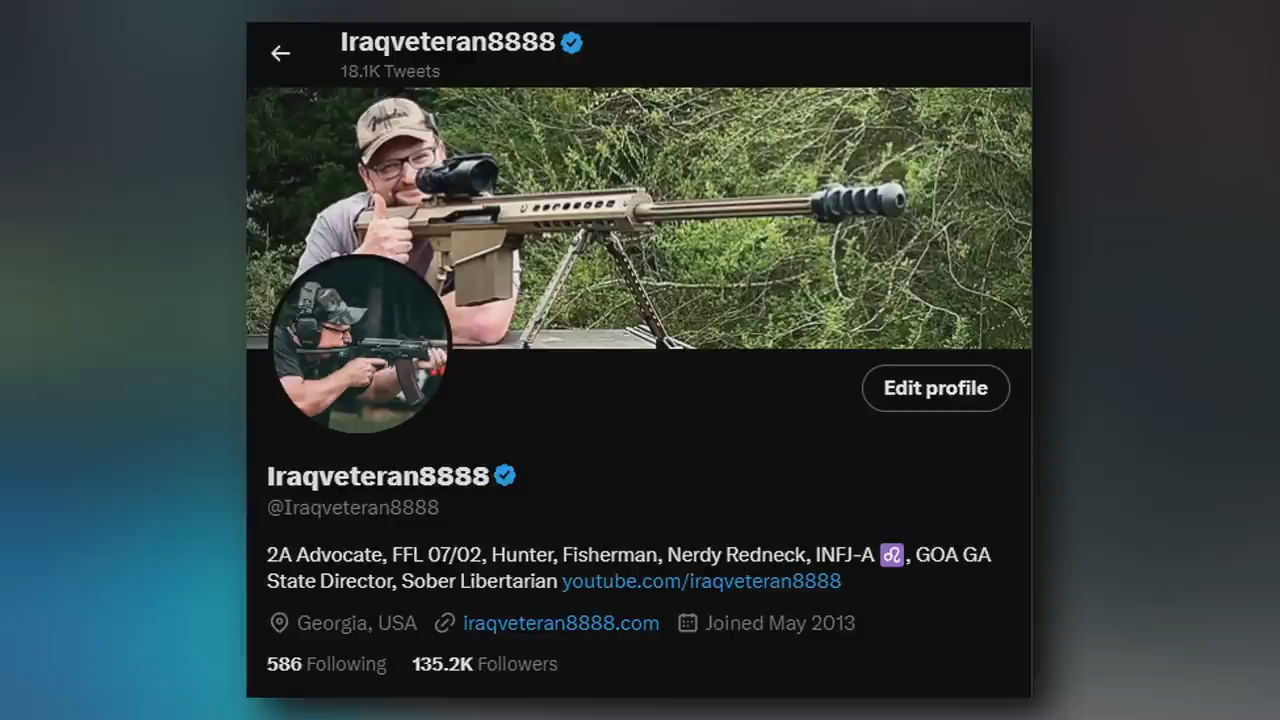 Iraqveteran8888
18.1K Tweets
Edit profile
Iraqveteran8888
@Iraqveteran8888
2A Advocate, FFL 07/02, Hunter, Fisherman, Nerdy Redneck, INFJ-A ♌, GOA GA
State Director, Sober Libertarian youtube.com/iraqveteran8888
Georgia, USA iraqveteran8888.com Joined May 2013
586 Following 135.2K Followers